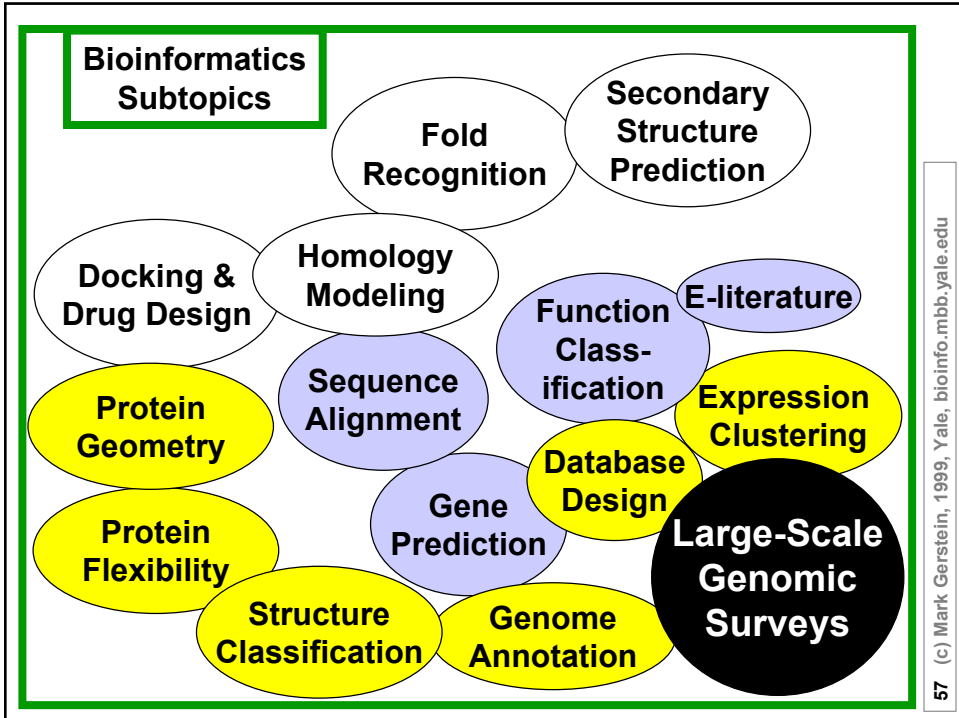 Bioinformatics
Subtopics
Fold
Recognition
Secondary
Structure
Prediction
Docking &
Drug Design
Homology
Modeling
Function
Class-
ification
E-literature
Protein
Geometry
Sequence
Alignment
Expression
Clustering
Database
Design
Protein
Flexibility
Gene
Prediction
Large-Scale
Genomic
Surveys
Structure
Classification
Genome
Annotation
57 (c) Mark Gerstein, 1999, Yale, bioinfo.mbb.yale.edu